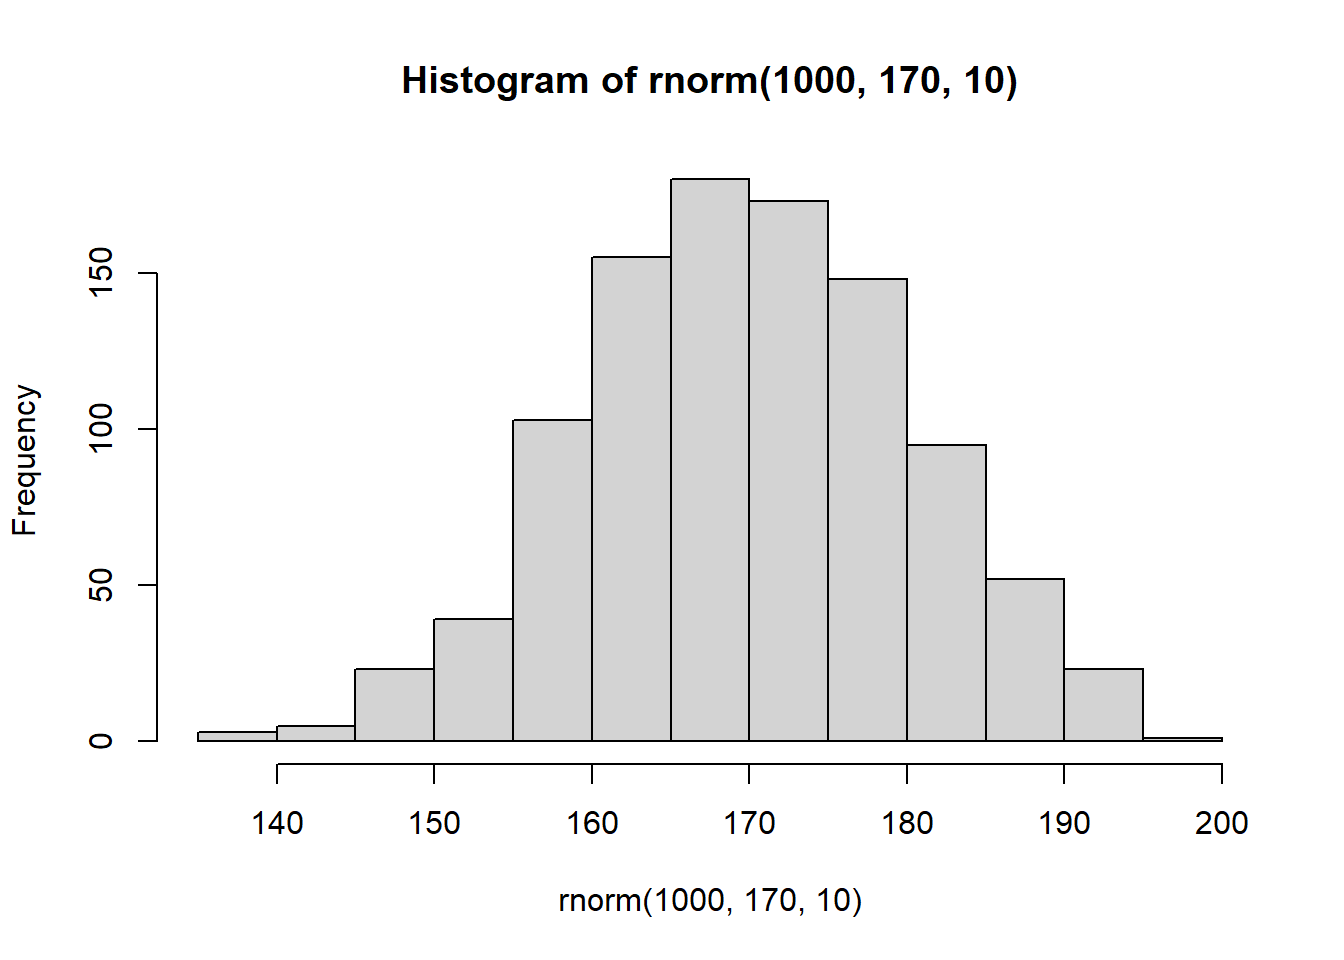 Histogram of rnorm(1000, 170, 10)
150
100
50
0
Frequency
140 150 160 170 180 190 200
rnorm(1000, 170, 10)